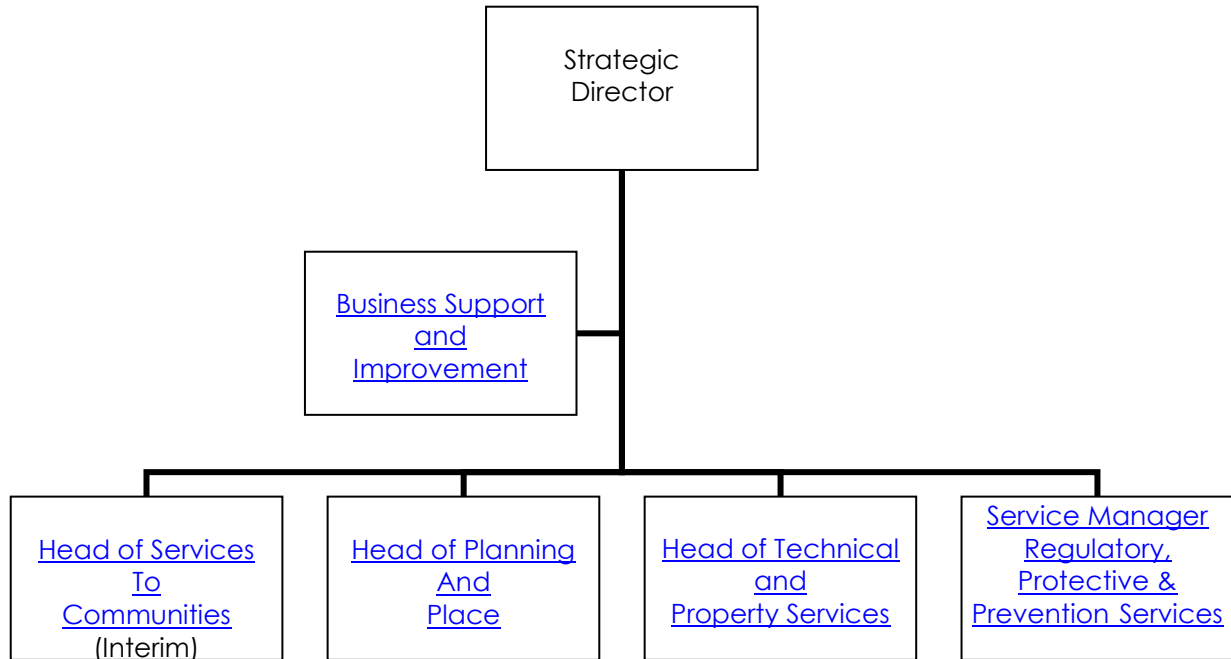 Strategic
Director
Business Support
and
Improvement
Head of Services
To
Communities
(Interim)
Head of Planning
And
Place
Head of Technical
and
Property Services
Service Manager
Regulatory,
Protective &
Prevention Services